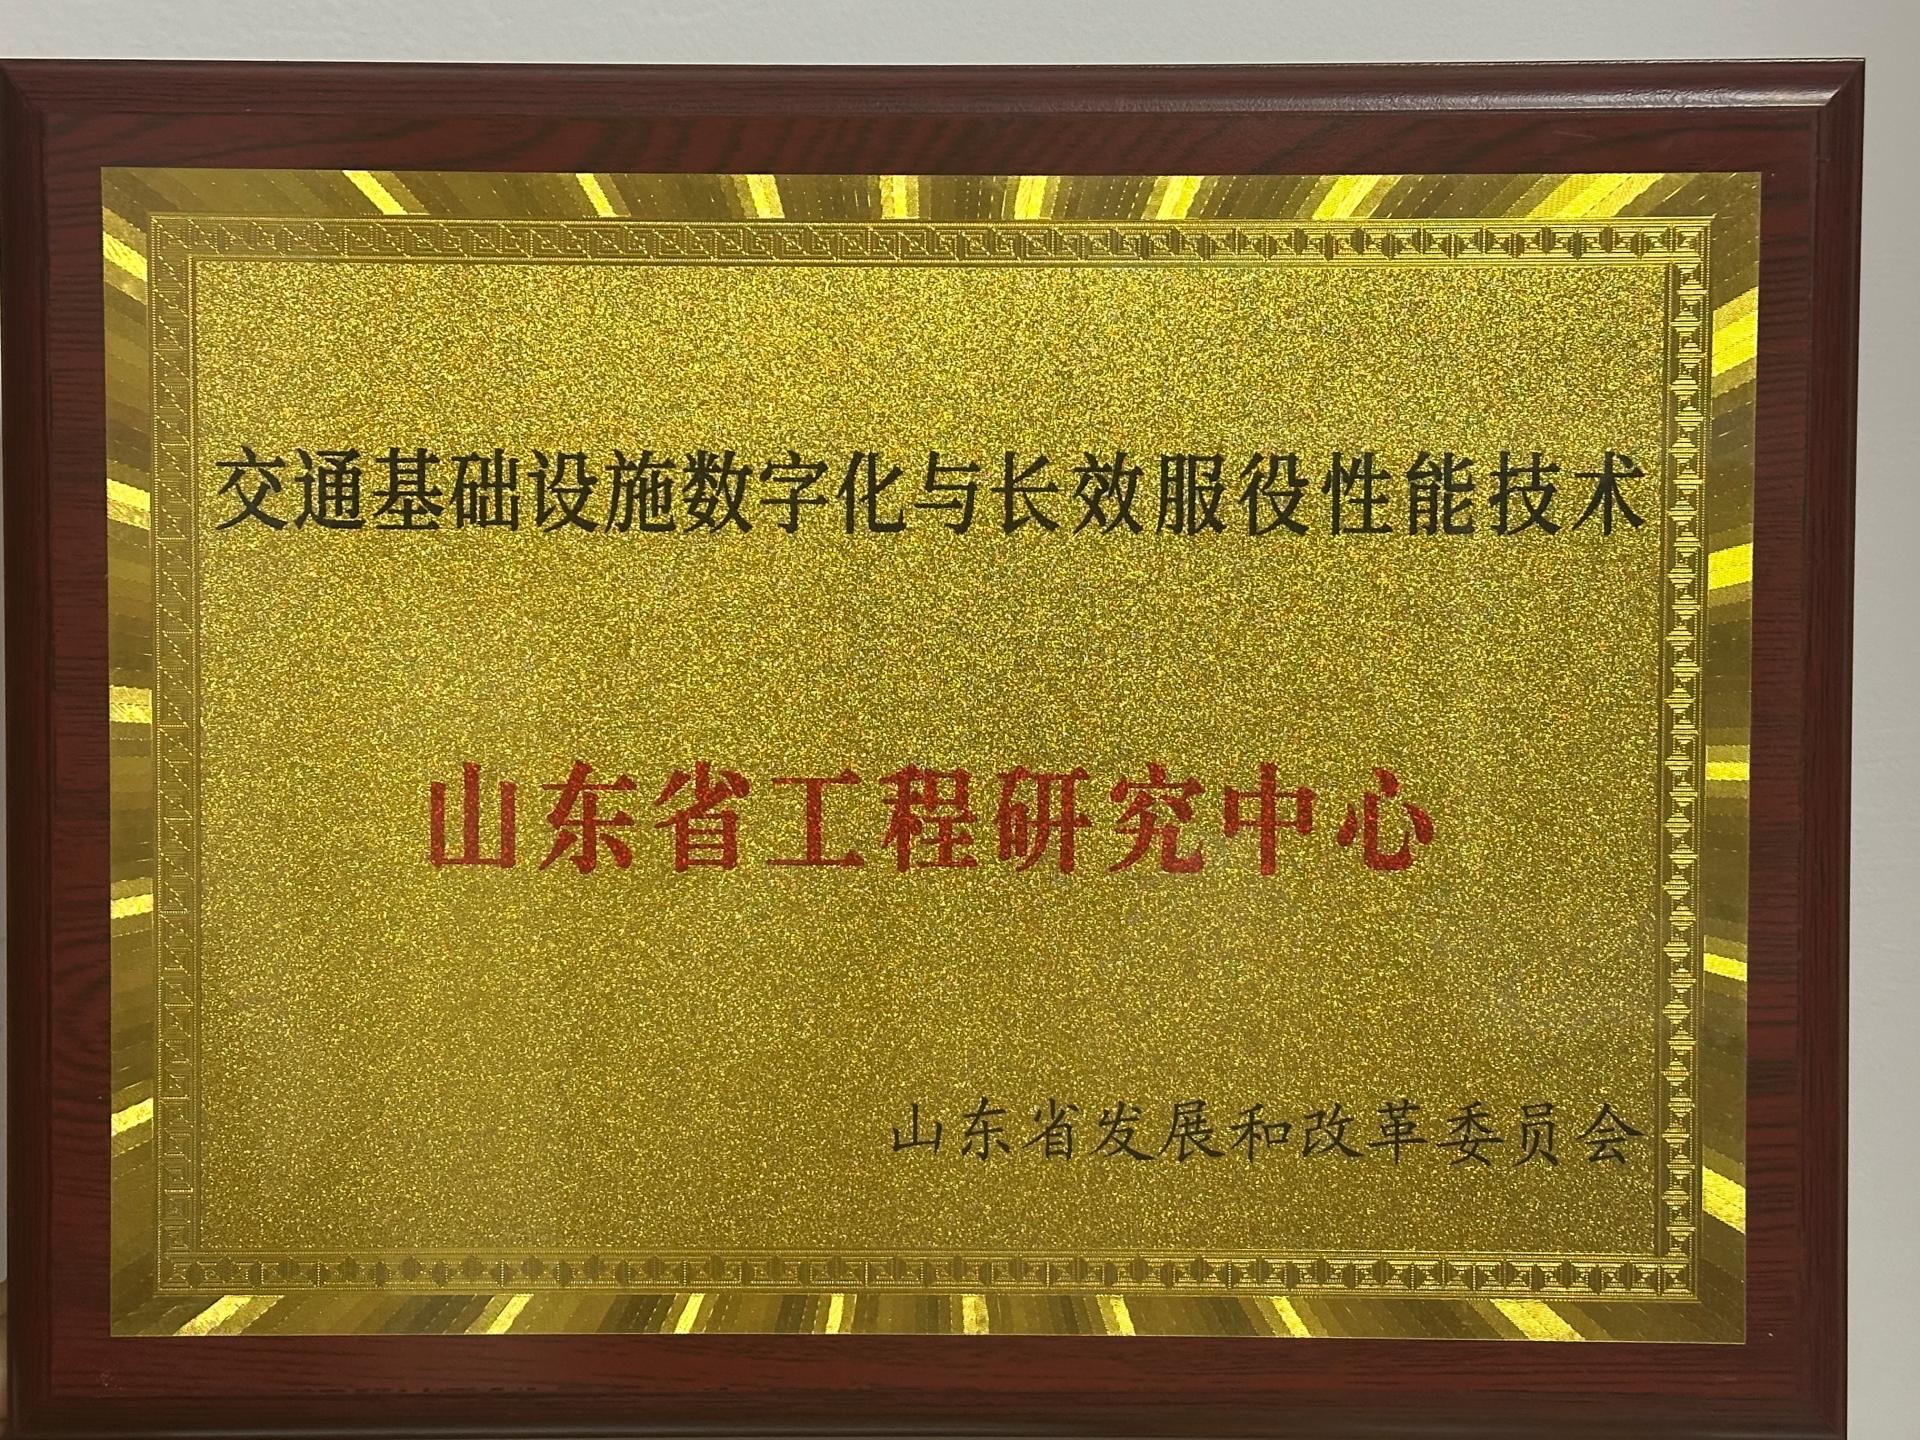 交通基础设施数字化与长效服役性能技术
山东省工程研究中心
山东省发展和改革委员会